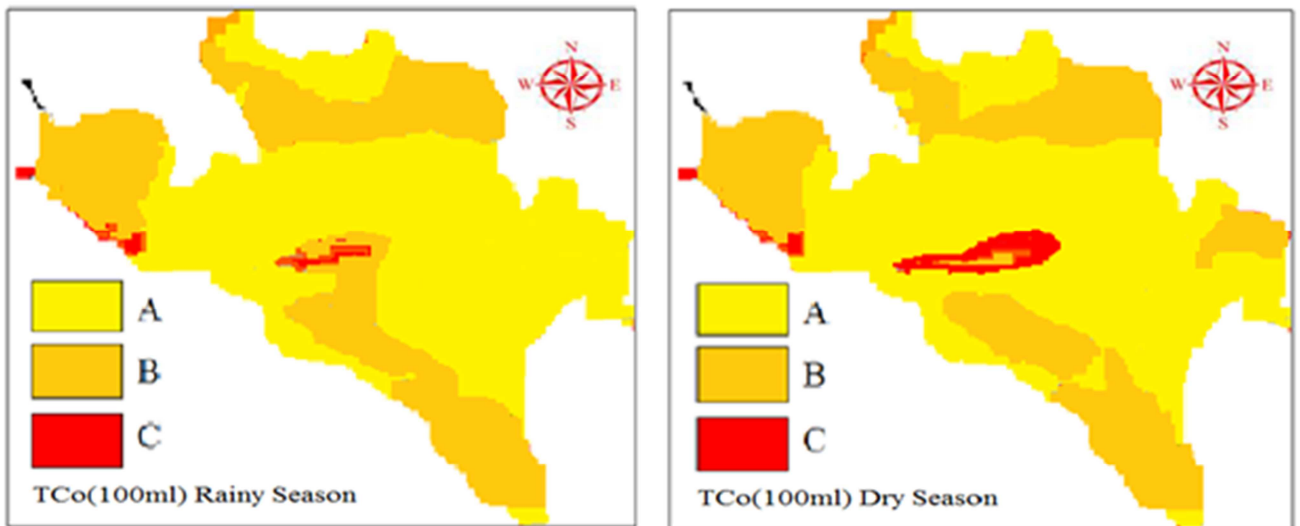 N
W E
S
A
B
C
TCo(100ml) Rainy Season
N
W E
S
A
B
C
TCo(100ml) Dry Season